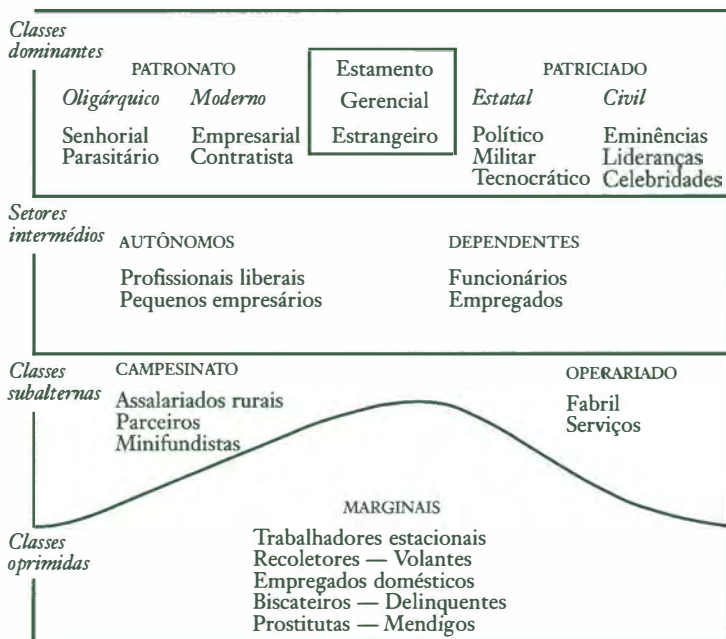 Classes
dominantes
PATRONATO
Oligárquico Moderno
Senhorial Empresarial
Parasitário Contratista
Estamento
Gerencial
Estrangeiro
PATRICIADO
Estatal Civil
Político Eminências
Militar Lideranças
Tecnocrático Celebridades
Setores
intermédios
AUTÔNOMOS
Profissionais liberais
Pequenos empresários
DEPENDENTES
Funcionários
Empregados
Classes
subalternas
CAMPESINATO
Assalariados rurais
Parceiros
Minifundistas
OPERARIADO
Fabril
Serviços
Classes
oprimidas
MARGINAIS
Trabalhadores estacionais
Recoletores — Volantes
Empregados domésticos
Biscateiros — Delinquentes
Prostitutas — Mendigos